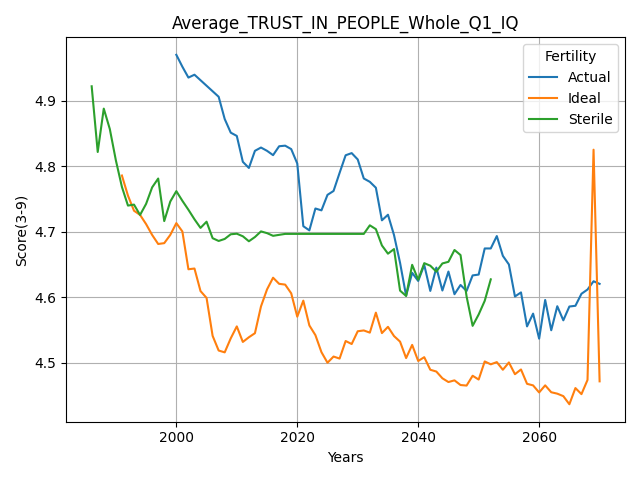 Average_TRUST_IN_PEOPLE_Whole_Q1_IQ
Fertility
Actual
Ideal
Sterile
Score(3-9)
4.9
4.8
4.7
4.6
4.5
2000
2020
2040
2060
Years